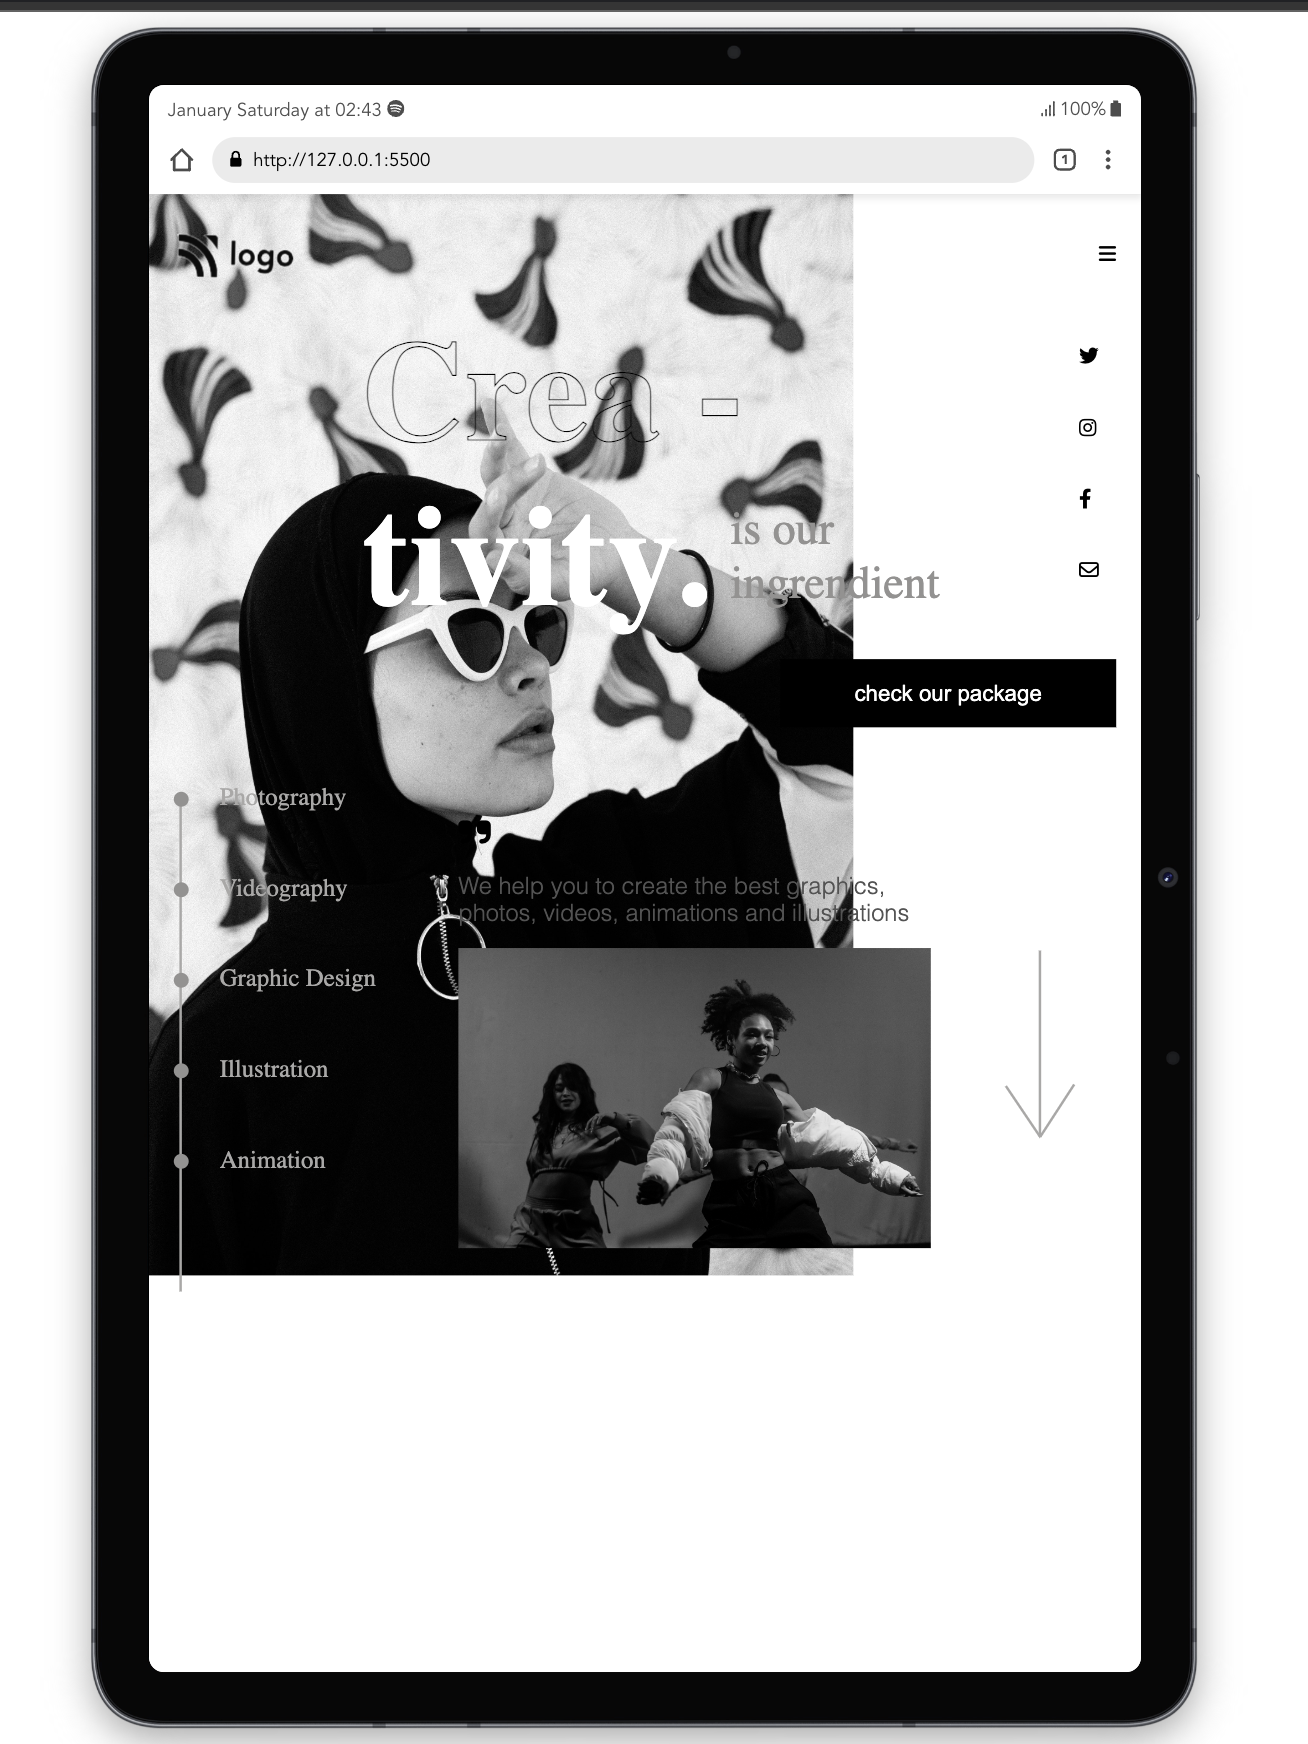 January Saturday at 02:43
100%
http://127.0.0.1:5500
1
logo
Crea -
tivity.
is our
ingrendient
check our package
Photography
Videography
Graphic Design
Illustration
Animation
We help you to create the best graphics,
photos, videos, animations and illustrations